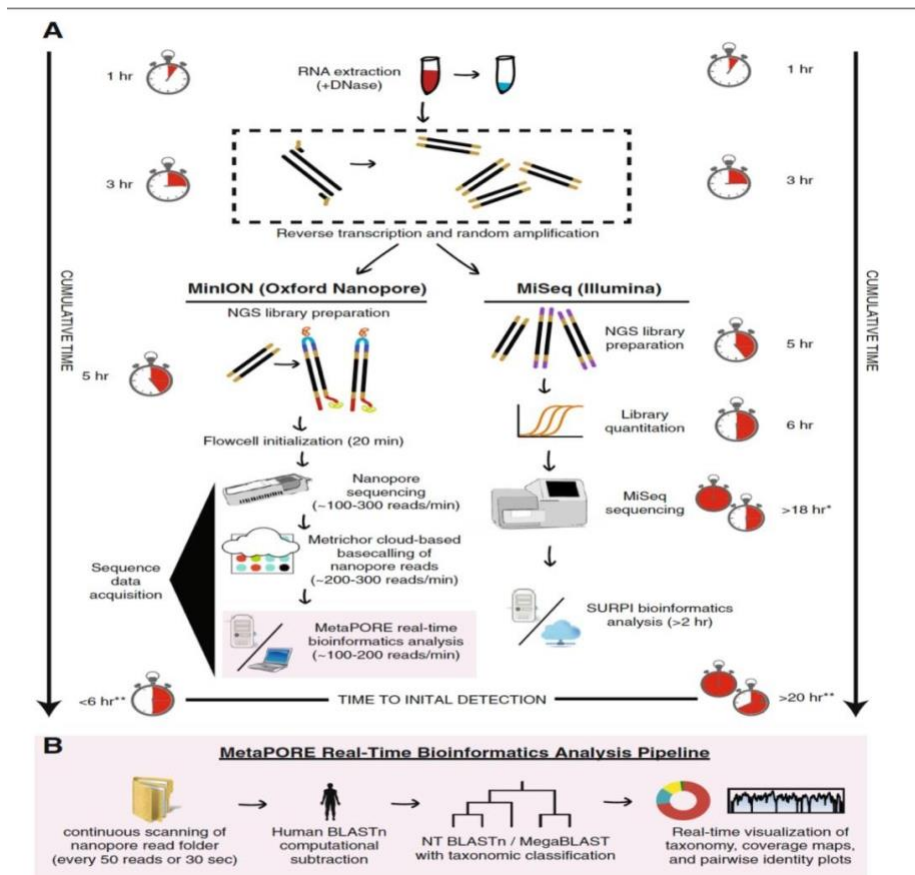 A
1 hr
RNA extraction
(+DNase)
1 hr
3 hr
3 hr
Reverse transcription and random amplification
CUMULATIVE TIME
CUMULATIVE TIME
MinION (Oxford Nanopore)
NGS library preparation
5 hr
Flowcell initialization (20 min)
Nanopore
sequencing
(~100-300 reads/min)
Metrichor cloud-based
basecalling of
nanopore reads
(~200-300 reads/min)
Sequence
data
acquisition
MetaPORE real-time
bioinformatics analysis
(~100-200 reads/min)
MiSeq (Illumina)
NGS library
preparation
5 hr
Library
quantitation
6 hr
MiSeq
sequencing
>18 hr*
SURPI bioinformatics
analysis (>2 hr)
<6 hr**
TIME TO INITAL DETECTION
>20 hr**
B
MetaPORE Real-Time Bioinformatics Analysis Pipeline
continuous scanning of
nanopore read folder
(every 50 reads or 30 sec)
Human BLASTn
computational
subtraction
NT BLASTn / MegaBLAST
with taxonomic classification
Real-time visualization of
taxonomy, coverage maps,
and pairwise identity plots